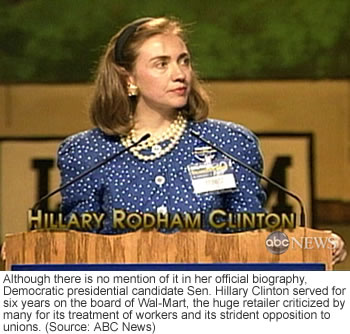 HILLARY RODHAM CLINTON
abc NEWS
Although there is no mention of it in her official biography,
Democratic presidential candidate Sen. Hillary Clinton served for
six years on the board of Wal-Mart, the huge retailer criticized by
many for its treatment of workers and its strident opposition to
unions. (Source: ABC News)